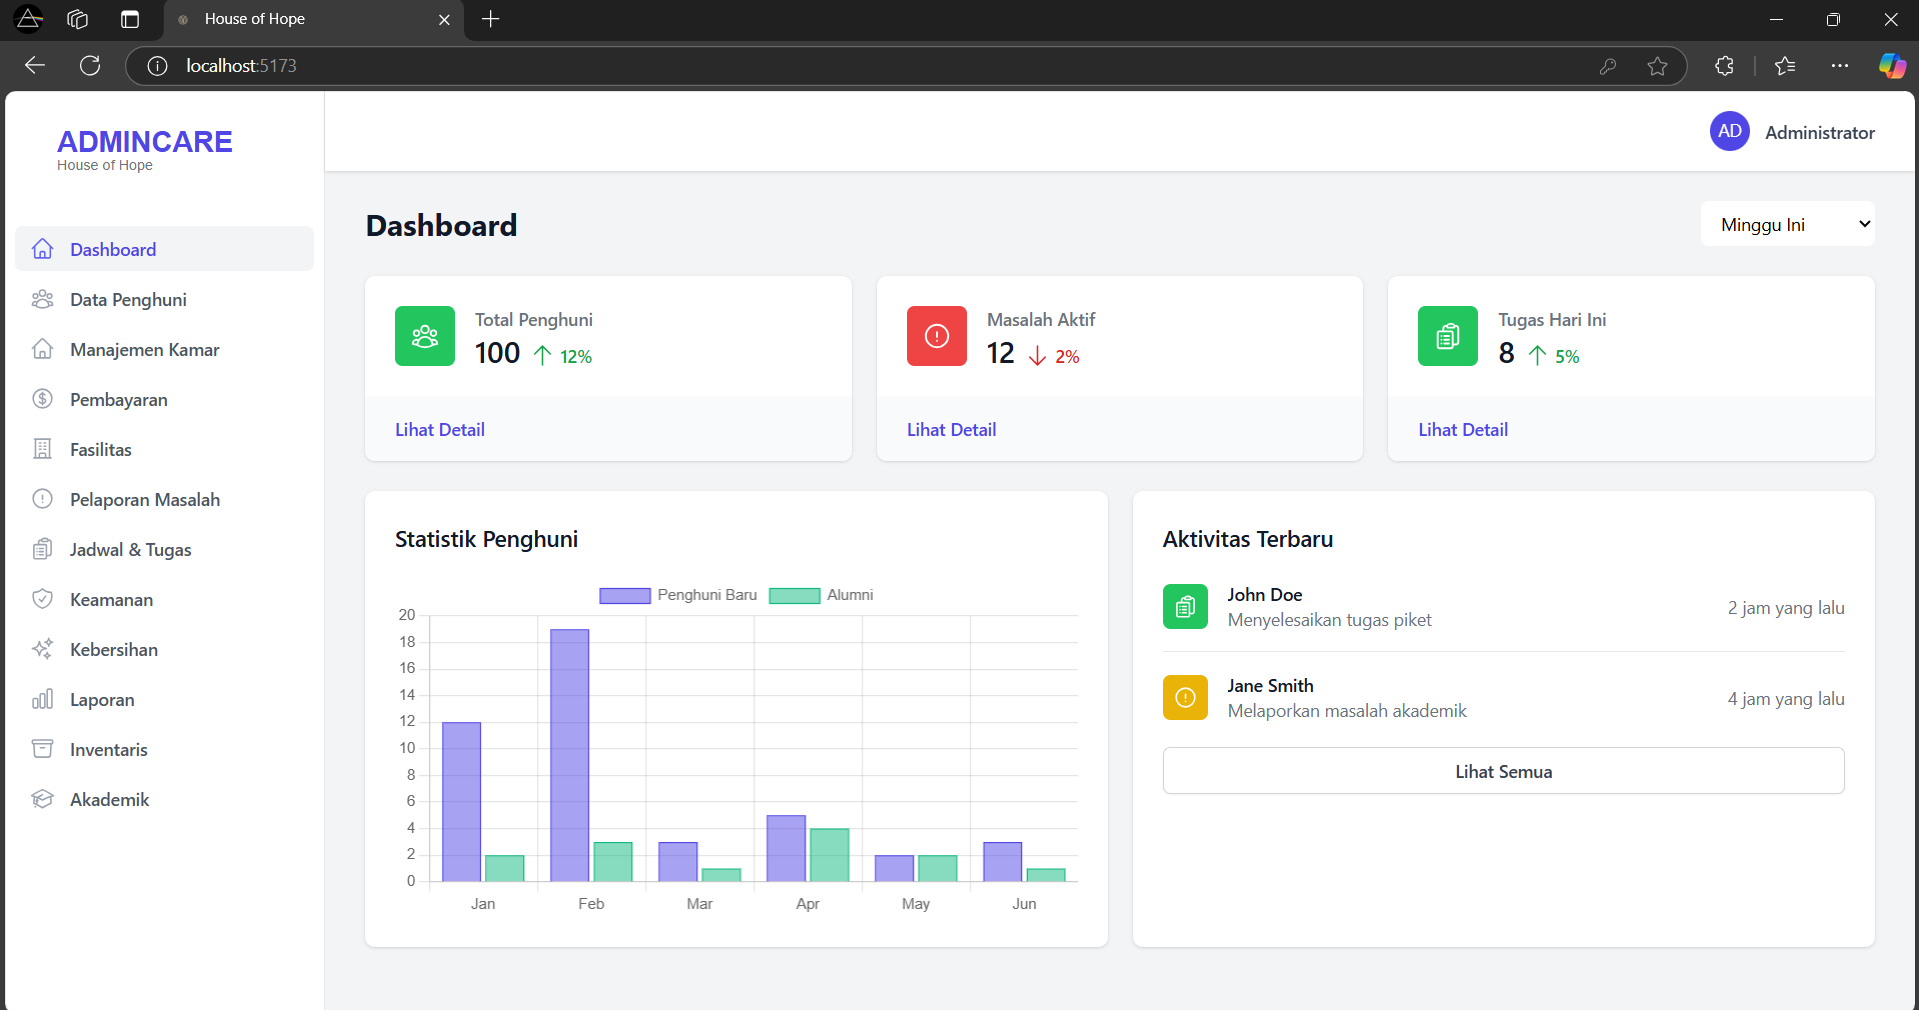 House of Hope
localhost:5173
ADMINCARE
House of Hope
AD
Administrator
Dashboard
Data Penghuni
Manajemen Kamar
Pembayaran
Fasilitas
Pelaporan Masalah
Jadwal & Tugas
Keamanan
Kebersihan
Laporan
Inventaris
Akademik
Dashboard
Minggu Ini
Total Penghuni
100 12%
Lihat Detail
Masalah Aktif
12 2%
Lihat Detail
Tugas Hari Ini
8 5%
Lihat Detail
Statistik Penghuni
Penghuni Baru Alumni
20
18
16
14
12
10
8
6
4
2
0
Jan Feb Mar Apr May Jun
Aktivitas Terbaru
John Doe
Menyelesaikan tugas piket
2 jam yang lalu
Jane Smith
Melaporkan masalah akademik
4 jam yang lalu
Lihat Semua